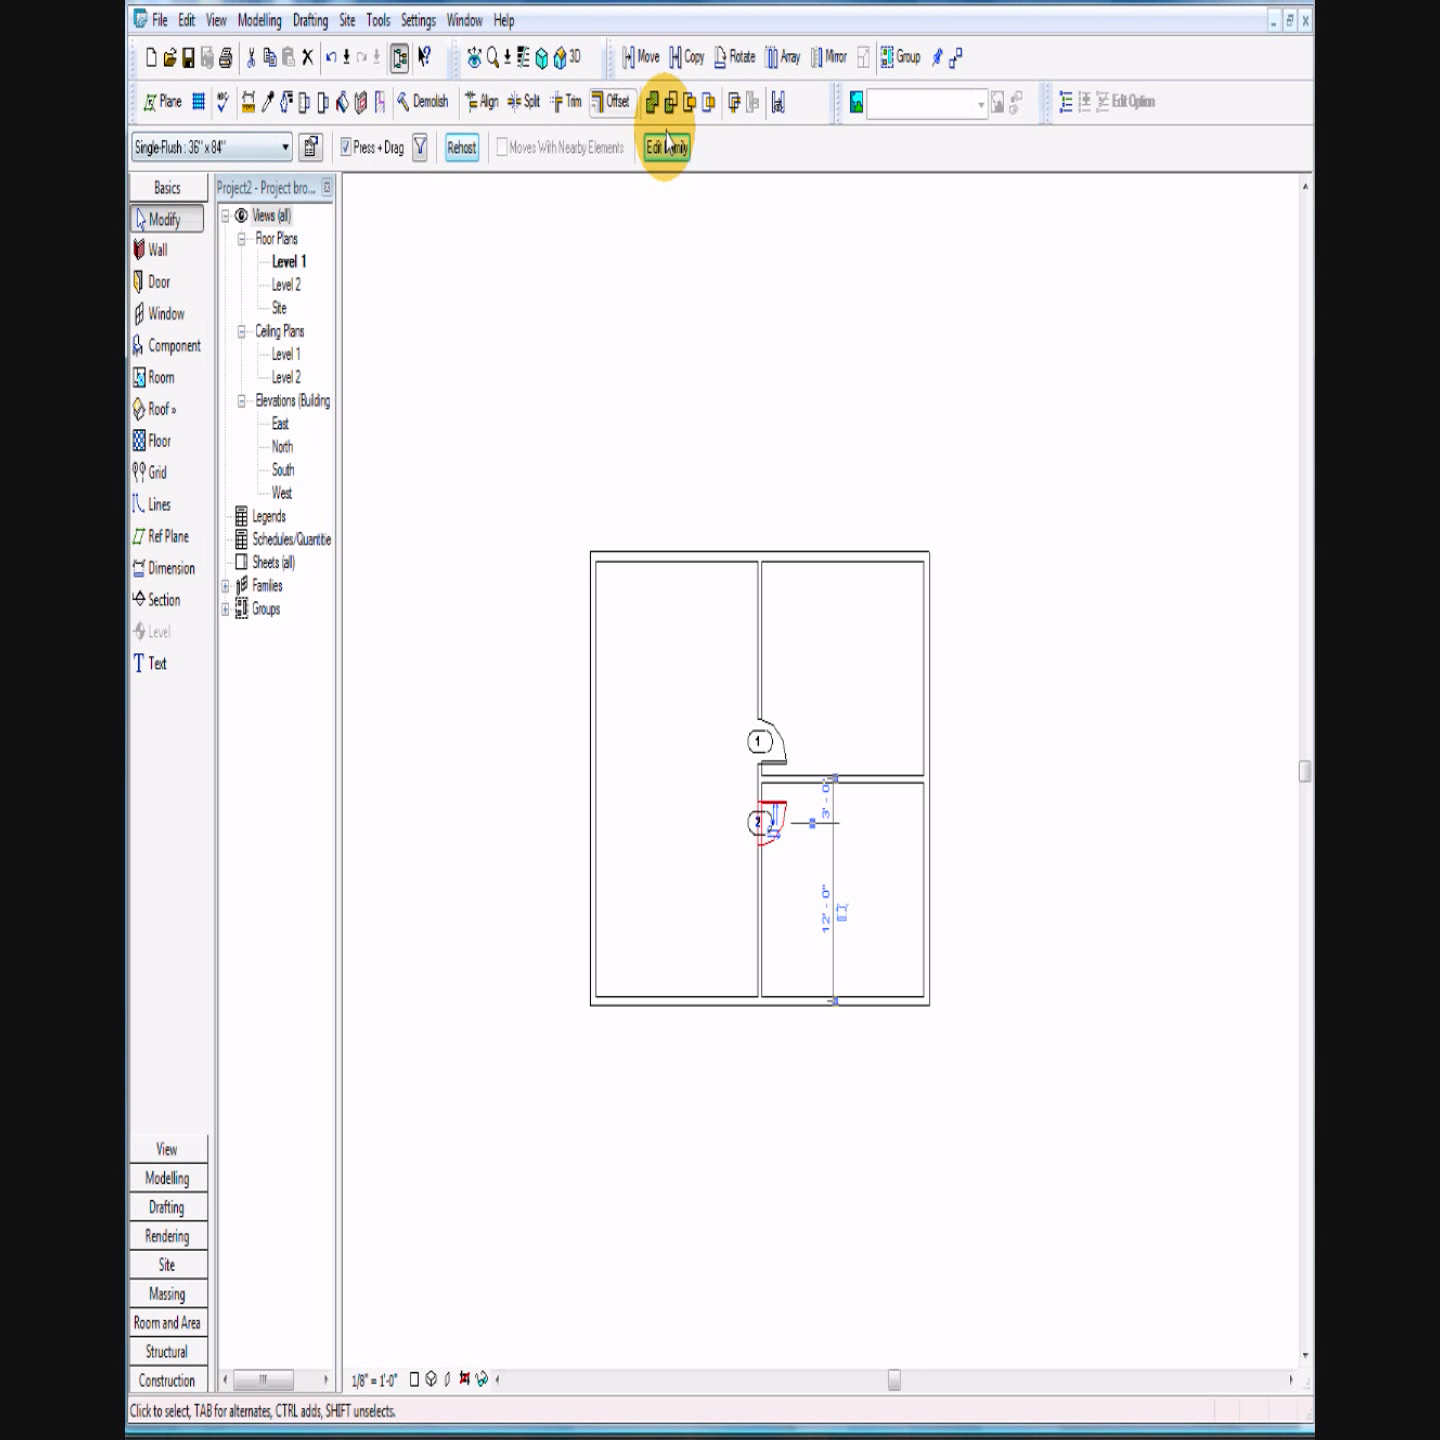 File Edit View Modelling Drafting Site Tools Settings Window Help
3D Move Copy Rotate Array Mirror Group
Plane Demolish Align Split Trim Offset Edit Option
Single-Flush : 36" x 84" Press + Drag Rehost Moves With Nearby Elements Edit
Basics
Modify
Wall
Door
Window
Component
Room
Roof »
Floor
Grid
Lines
Ref Plane
Dimension
Section
Level
Text
View
Modelling
Drafting
Rendering
Site
Massing
Room and Area
Structural
Construction
Project2 - Project bro...
Views (all)
Floor Plans
Level 1
Level 2
Site
Ceiling Plans
Level 1
Level 2
Elevations (Building
East
North
South
West
Legends
Schedules/Quantitie
Sheets (all)
Families
Groups
1
2
3' - 0"
12' - 0"
1/8" = 1'-0"
Click to select, TAB for alternates, CTRL adds, SHIFT unselects.